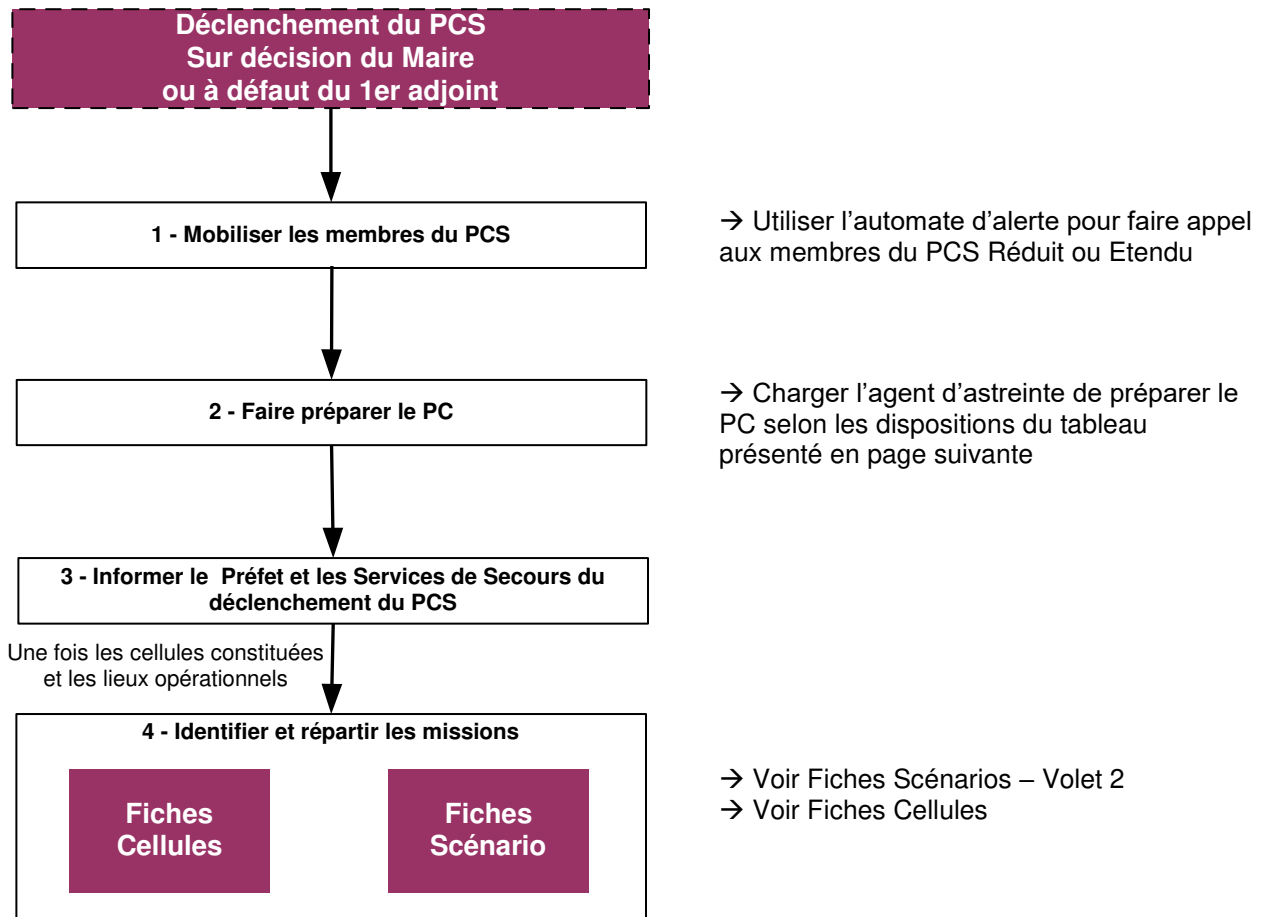 Déclenchement du PCS
Sur décision du Maire
ou à défaut du 1er adjoint
1 - Mobiliser les membres du PCS
→ Utiliser l’automate d’alerte pour faire appel
aux membres du PCS Réduit ou Etendu
2 - Faire préparer le PC
→ Charger l’agent d’astreinte de préparer le
PC selon les dispositions du tableau
présenté en page suivante
3 - Informer le Préfet et les Services de Secours du
déclenchement du PCS
Une fois les cellules constituées
et les lieux opérationnels
4 - Identifier et répartir les missions
Fiches
Cellules
Fiches
Scénario
→ Voir Fiches Scénarios – Volet 2
→ Voir Fiches Cellules